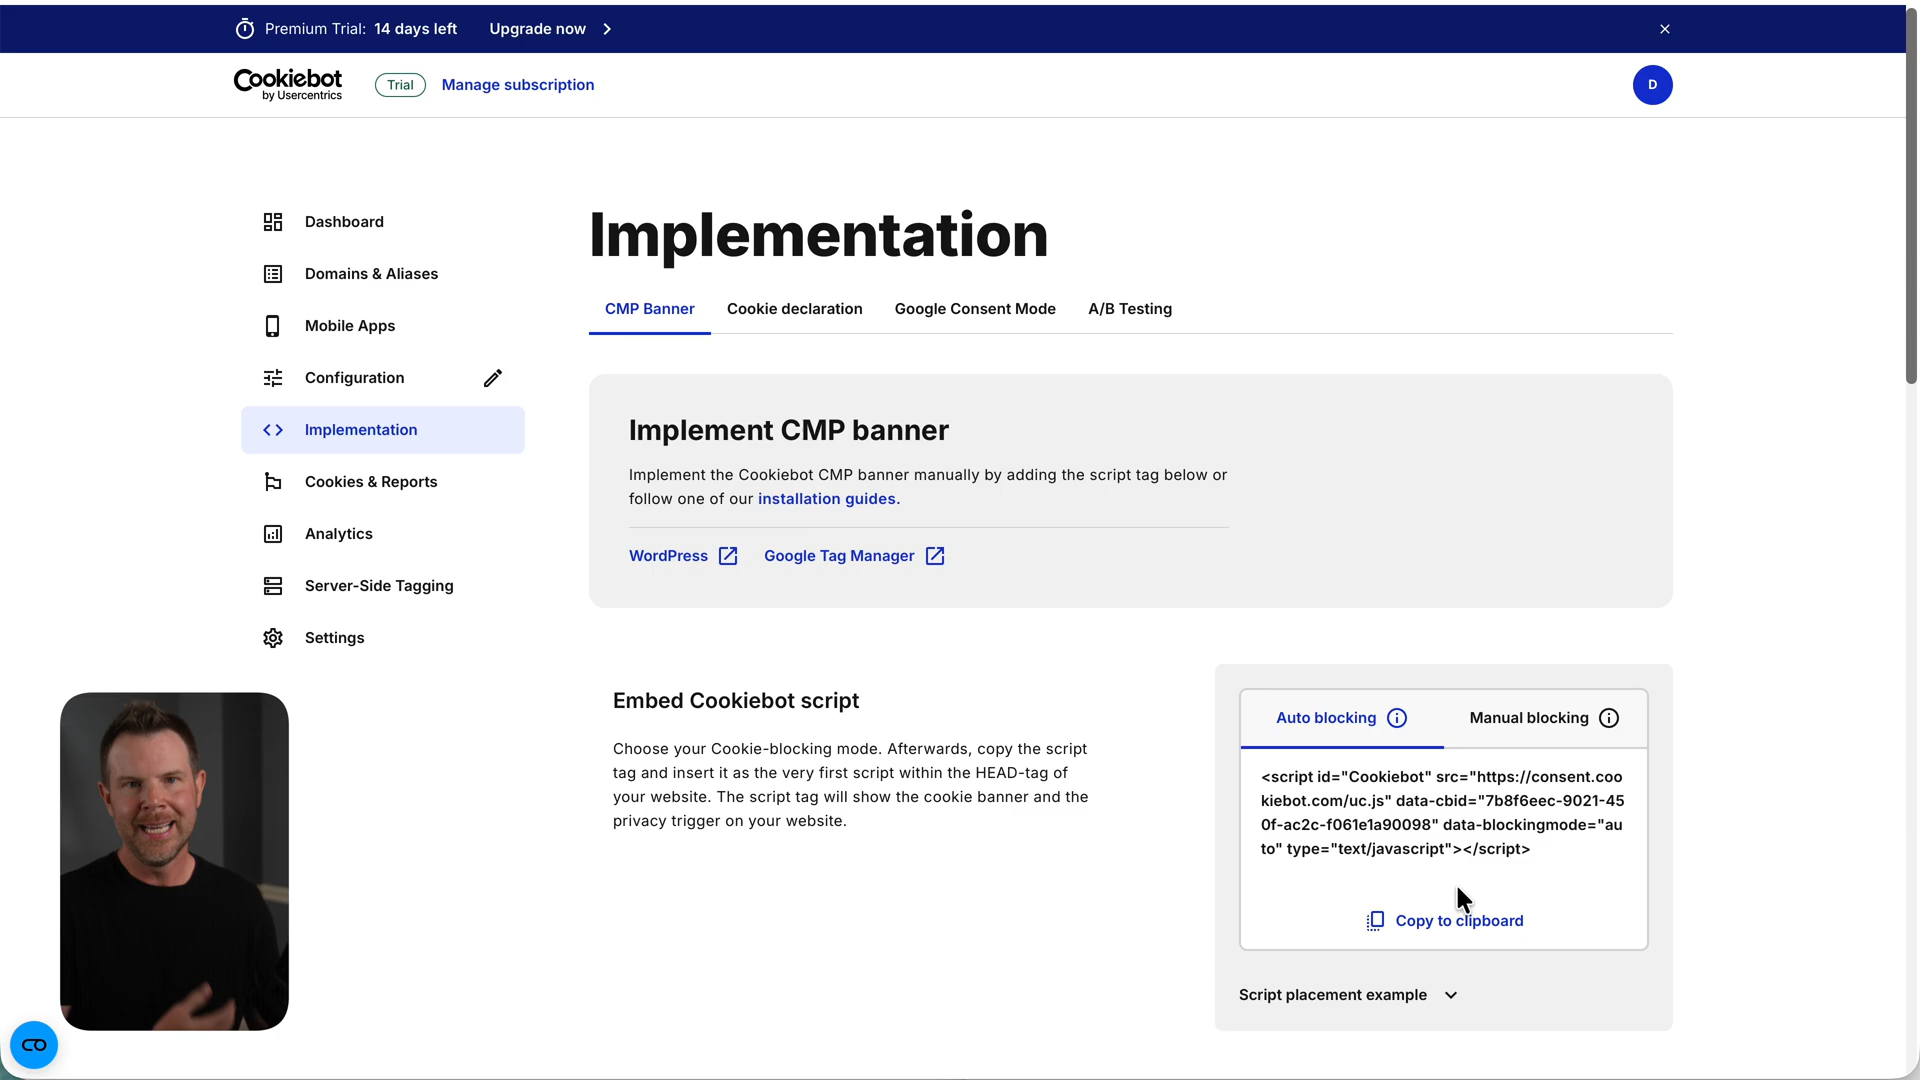 Premium Trial: 14 days left Upgrade now
Cookiebot
by Usercentrics
Trial
Manage subscription
D
Dashboard
Domains & Aliases
Mobile Apps
Configuration
Implementation
Cookies & Reports
Analytics
Server-Side Tagging
Settings
Implementation
CMP Banner Cookie declaration Google Consent Mode A/B Testing
Implement CMP banner
Implement the Cookiebot CMP banner manually by adding the script tag below or
follow one of our installation guides.
WordPress Google Tag Manager
Embed Cookiebot script
Choose your Cookie-blocking mode. Afterwards, copy the script
tag and insert it as the very first script within the HEAD-tag of
your website. The script tag will show the cookie banner and the
privacy trigger on your website.
Auto blocking Manual blocking
<script id="Cookiebot" src="https://consent.coo
kiebot.com/uc.js" data-cbid="7b8f6eec-9021-45
0f-ac2c-f061e1a90098" data-blockingmode="au
to" type="text/javascript"></script>
Copy to clipboard
Script placement example